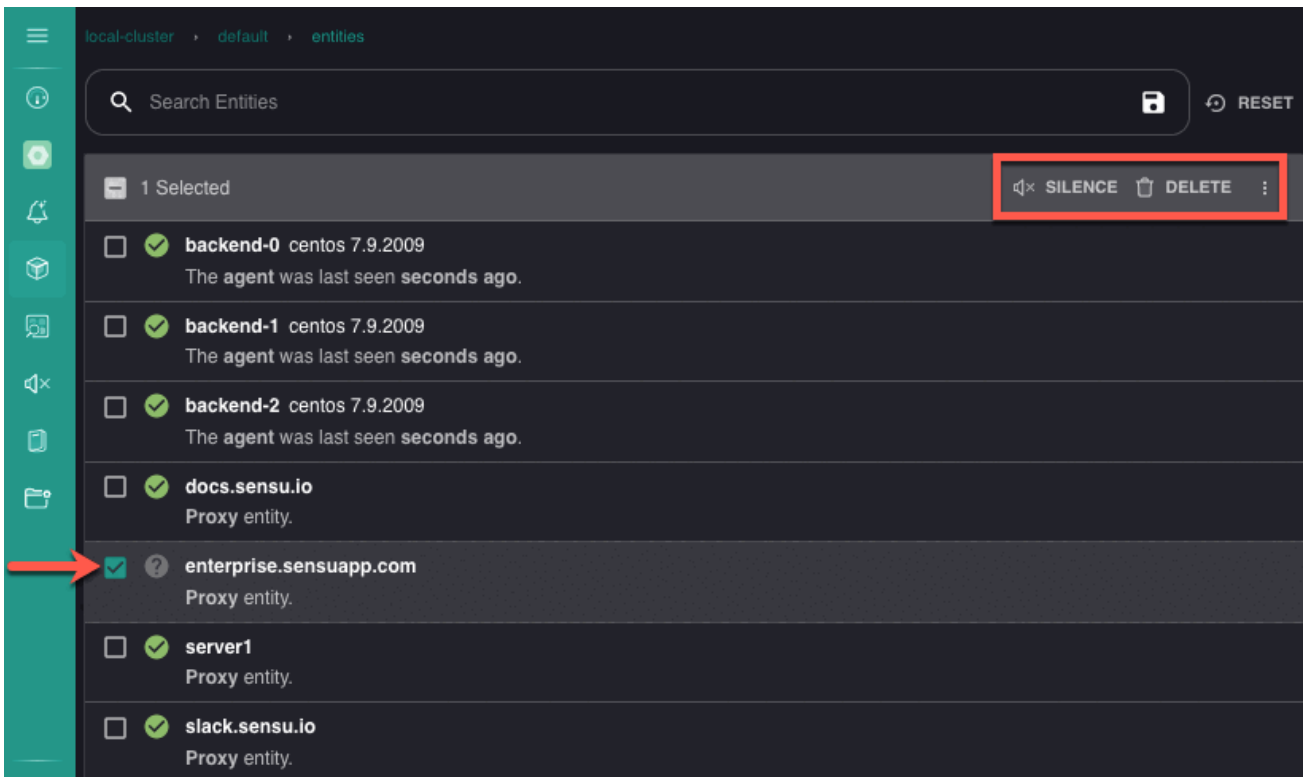 local-cluster › default › entities
Search Entities
RESET
1 Selected
SILENCE DELETE
backend-0 centos 7.9.2009
The agent was last seen seconds ago.
backend-1 centos 7.9.2009
The agent was last seen seconds ago.
backend-2 centos 7.9.2009
The agent was last seen seconds ago.
docs.sensu.io
Proxy entity.
enterprise.sensuapp.com
Proxy entity.
server1
Proxy entity.
slack.sensu.io
Proxy entity.